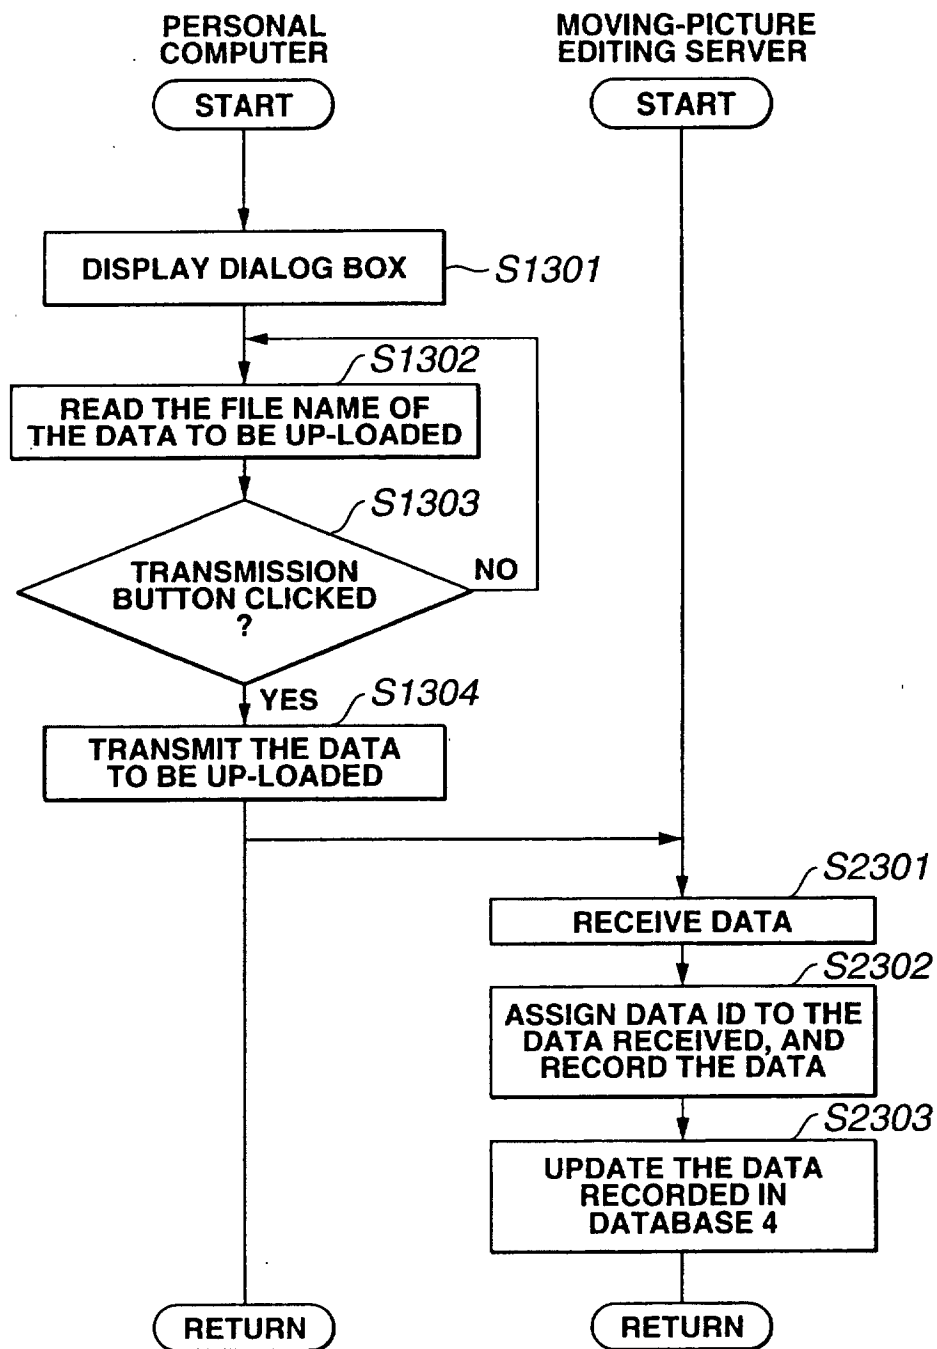 PERSONAL
COMPUTER
MOVING-PICTURE
EDITING SERVER
START
START
DISPLAY DIALOG BOX
S1301
S1302
READ THE FILE NAME OF
THE DATA TO BE UP-LOADED
S1303
TRANSMISSION
BUTTON CLICKED
?
NO
YES
S1304
TRANSMIT THE DATA
TO BE UP-LOADED
S2301
RECEIVE DATA
S2302
ASSIGN DATA ID TO THE
DATA RECEIVED, AND
RECORD THE DATA
S2303
UPDATE THE DATA
RECORDED IN
DATABASE 4
RETURN
RETURN